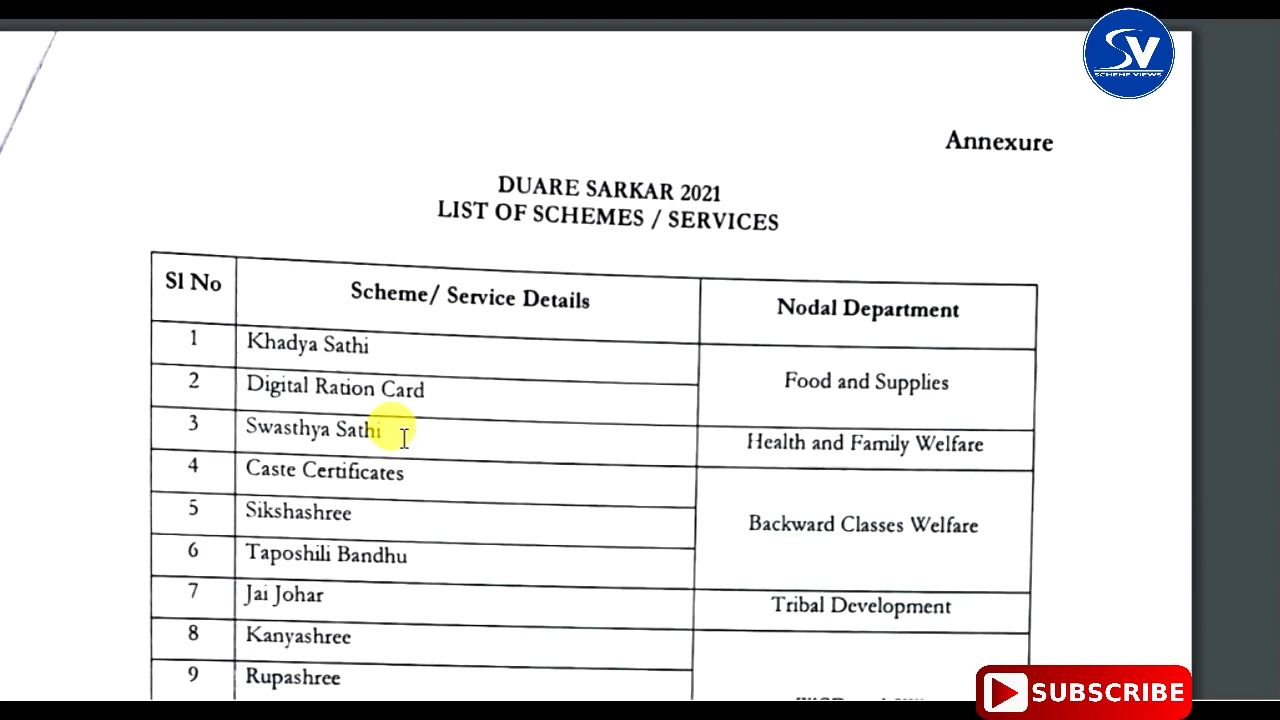 SV
SCHEME VIEWS
Annexure
DUARE SARKAR 2021
LIST OF SCHEMES / SERVICES
Sl No Scheme/ Service Details Nodal Department
1 Khadya Sathi
Food and Supplies
2 Digital Ration Card
3 Swasthya Sathi Health and Family Welfare
4 Caste Certificates
5 Sikshashree Backward Classes Welfare
6 Taposhili Bandhu
7 Jai Johar Tribal Development
8 Kanyashree
9 Rupashree
SUBSCRIBE